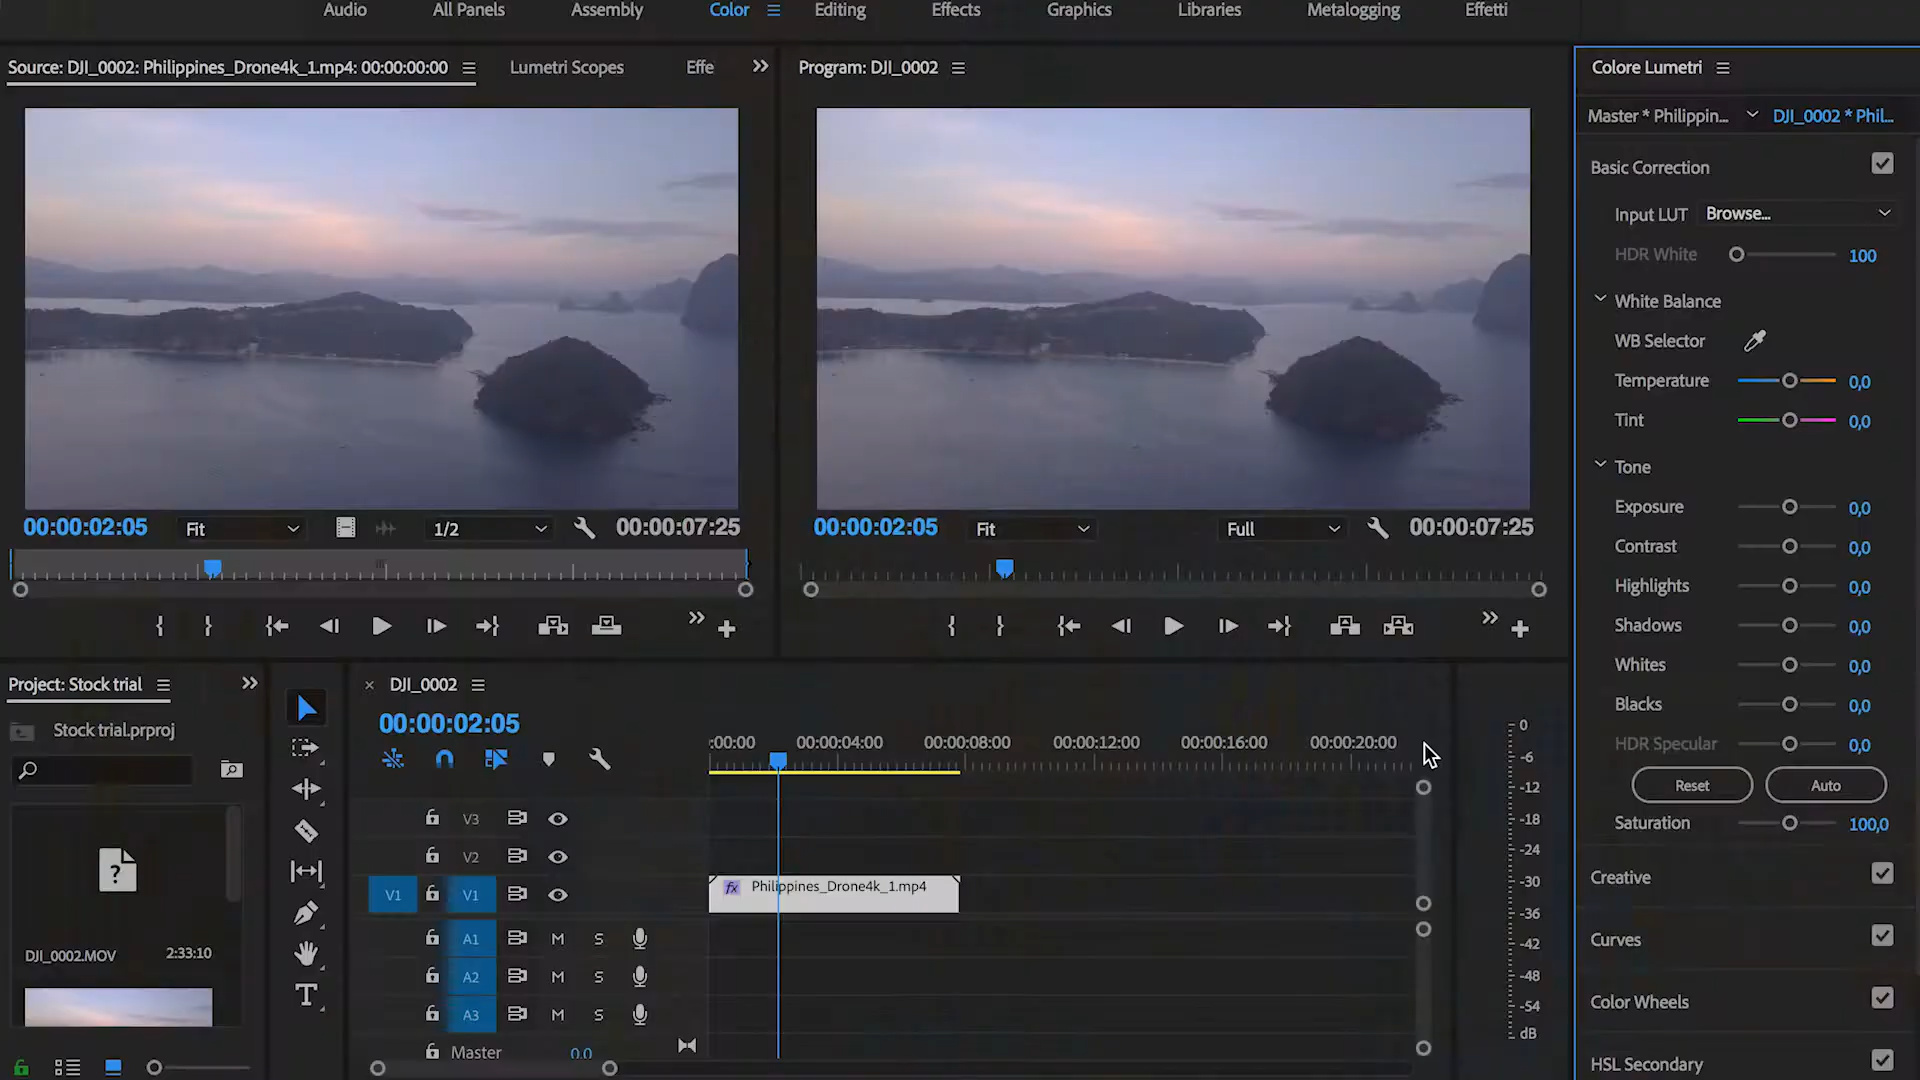 Audio All Panels Assembly Color Editing Effects Graphics Libraries Metalogging Effetti
Source: DJI_0002: Philippines_Drone4k_1.mp4: 00:00:00:00 Lumetri Scopes Effe
Program: DJI_0002
Colore Lumetri
Master * Philippin... DJI_0002 * Phil...
Basic Correction
Input LUT Browse...
HDR White 100
White Balance
WB Selector
Temperature 0,0
Tint 0,0
Tone
Exposure 0,0
Contrast 0,0
Highlights 0,0
Shadows 0,0
Whites 0,0
Blacks 0,0
HDR Specular 0,0
Reset Auto
Saturation 100,0
Creative
Curves
Color Wheels
HSL Secondary
00:00:02:05 Fit 1/2 00:00:07:25
00:00:02:05 Fit Full 00:00:07:25
Project: Stock trial
Stock trial.prproj
DJI_0002.MOV 2:33:10
DJI_0002
00:00:02:05
:00:00 00:00:04:00 00:00:08:00 00:00:12:00 00:00:16:00 00:00:20:00
V3
V2
V1 V1 fx Philippines_Drone4k_1.mp4
A1 M S
A2 M S
A3 M S
Master 0.0
0
-6
-12
-18
-24
-30
-36
-42
-48
-54
dB